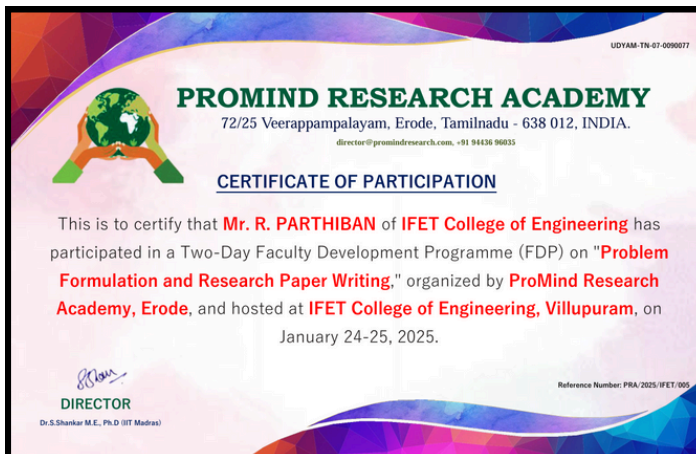 UDYAM-TN-07-0090077
PROMIND RESEARCH ACADEMY
72/25 Veerappampalayam, Erode, Tamilnadu - 638 012, INDIA.
director@promindresearch.com, +91 94436 96035
CERTIFICATE OF PARTICIPATION
This is to certify that Mr. R. PARTHIBAN of IFET College of Engineering has
participated in a Two-Day Faculty Development Programme (FDP) on "Problem
Formulation and Research Paper Writing," organized by ProMind Research
Academy, Erode, and hosted at IFET College of Engineering, Villupuram, on
January 24-25, 2025.
Reference Number: PRA/2025/IFET/005
DIRECTOR
Dr.S.Shankar M.E., Ph.D (IIT Madras)